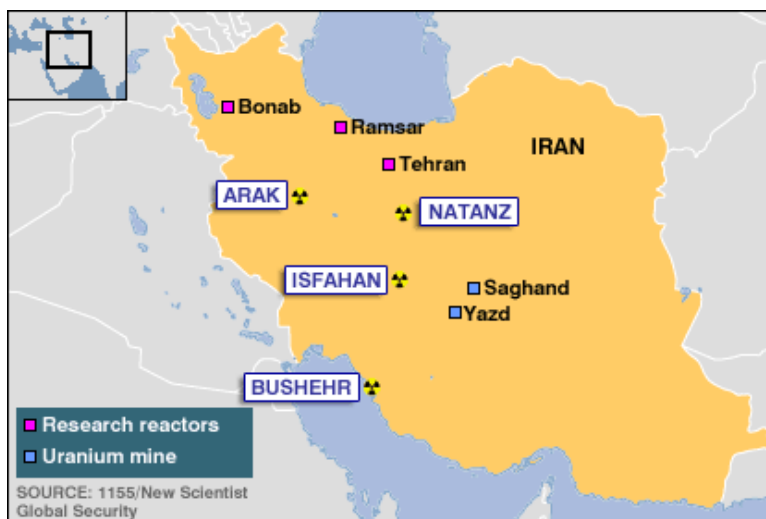 Bonab
Ramsar
IRAN
Tehran
ARAK
NATANZ
ISFAHAN
Saghand
Yazd
BUSHEHR
Research reactors
Uranium mine
SOURCE: 1155/New Scientist
Global Security